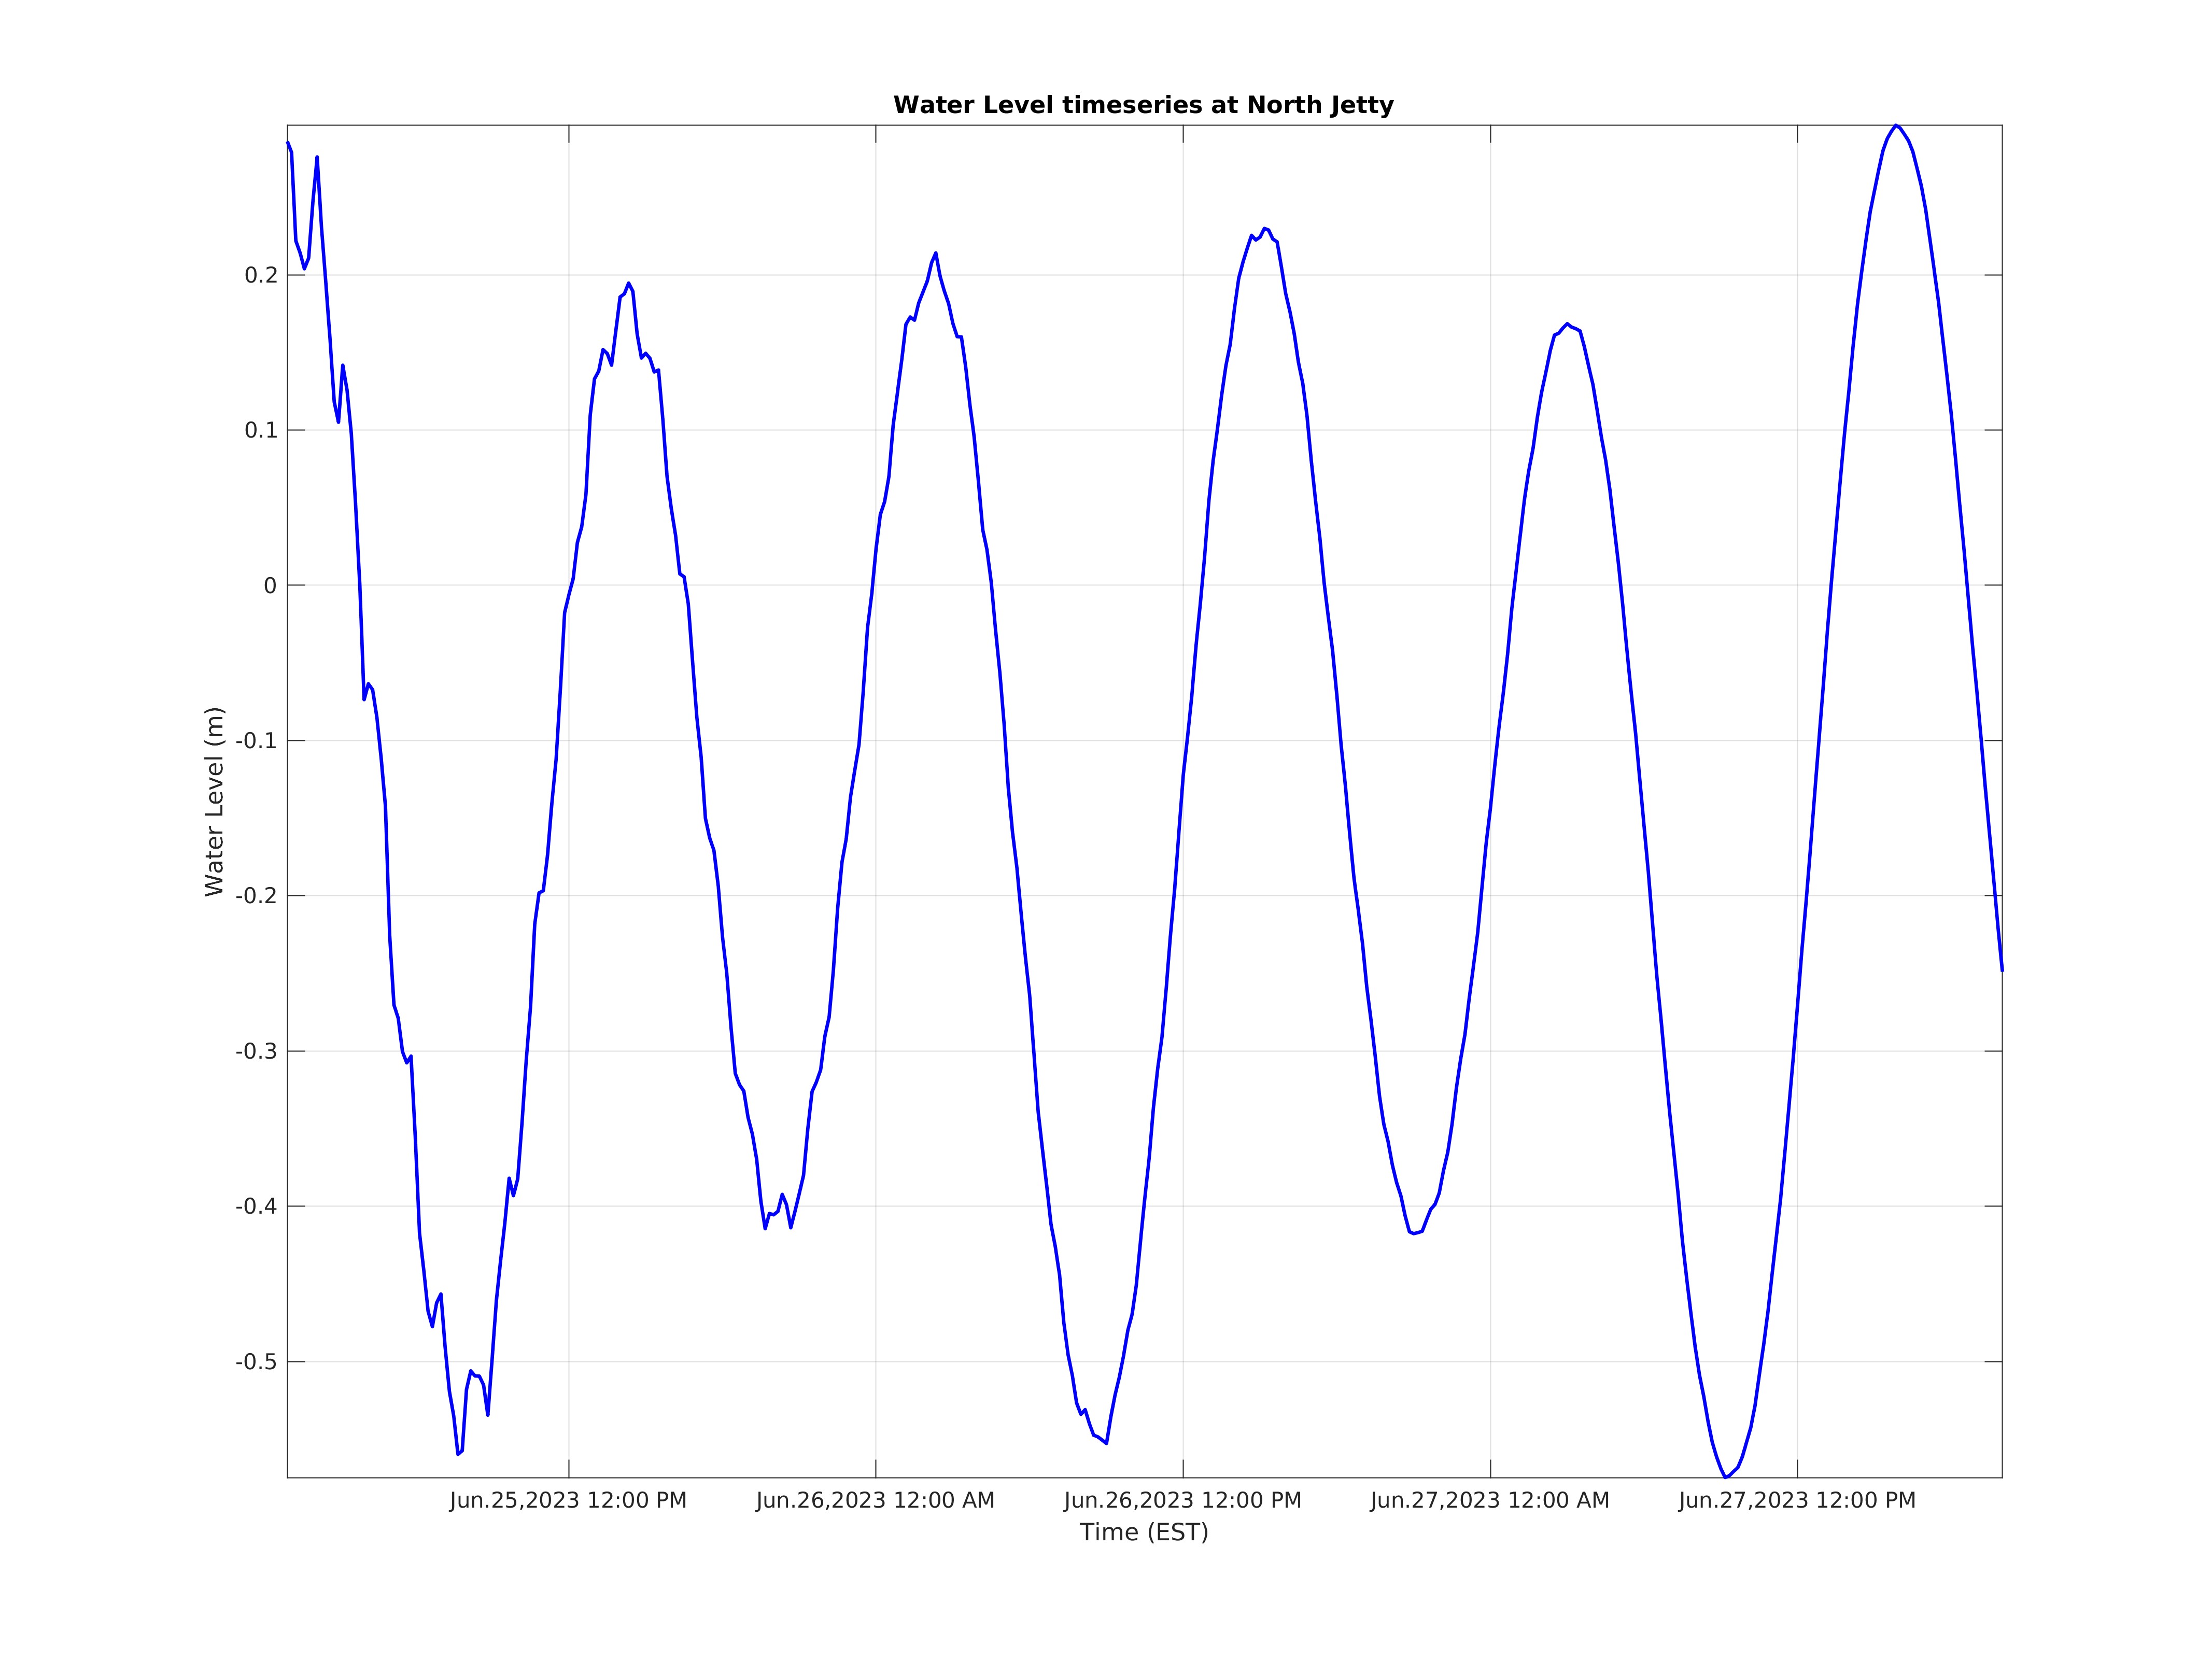 Water Level timeseries at North Jetty
0.2
0.1
0
-0.1
-0.2
-0.3
-0.4
-0.5
Water Level (m)
Jun.25,2023 12:00 PM
Jun.26,2023 12:00 AM
Jun.26,2023 12:00 PM
Jun.27,2023 12:00 AM
Jun.27,2023 12:00 PM
Time (EST)